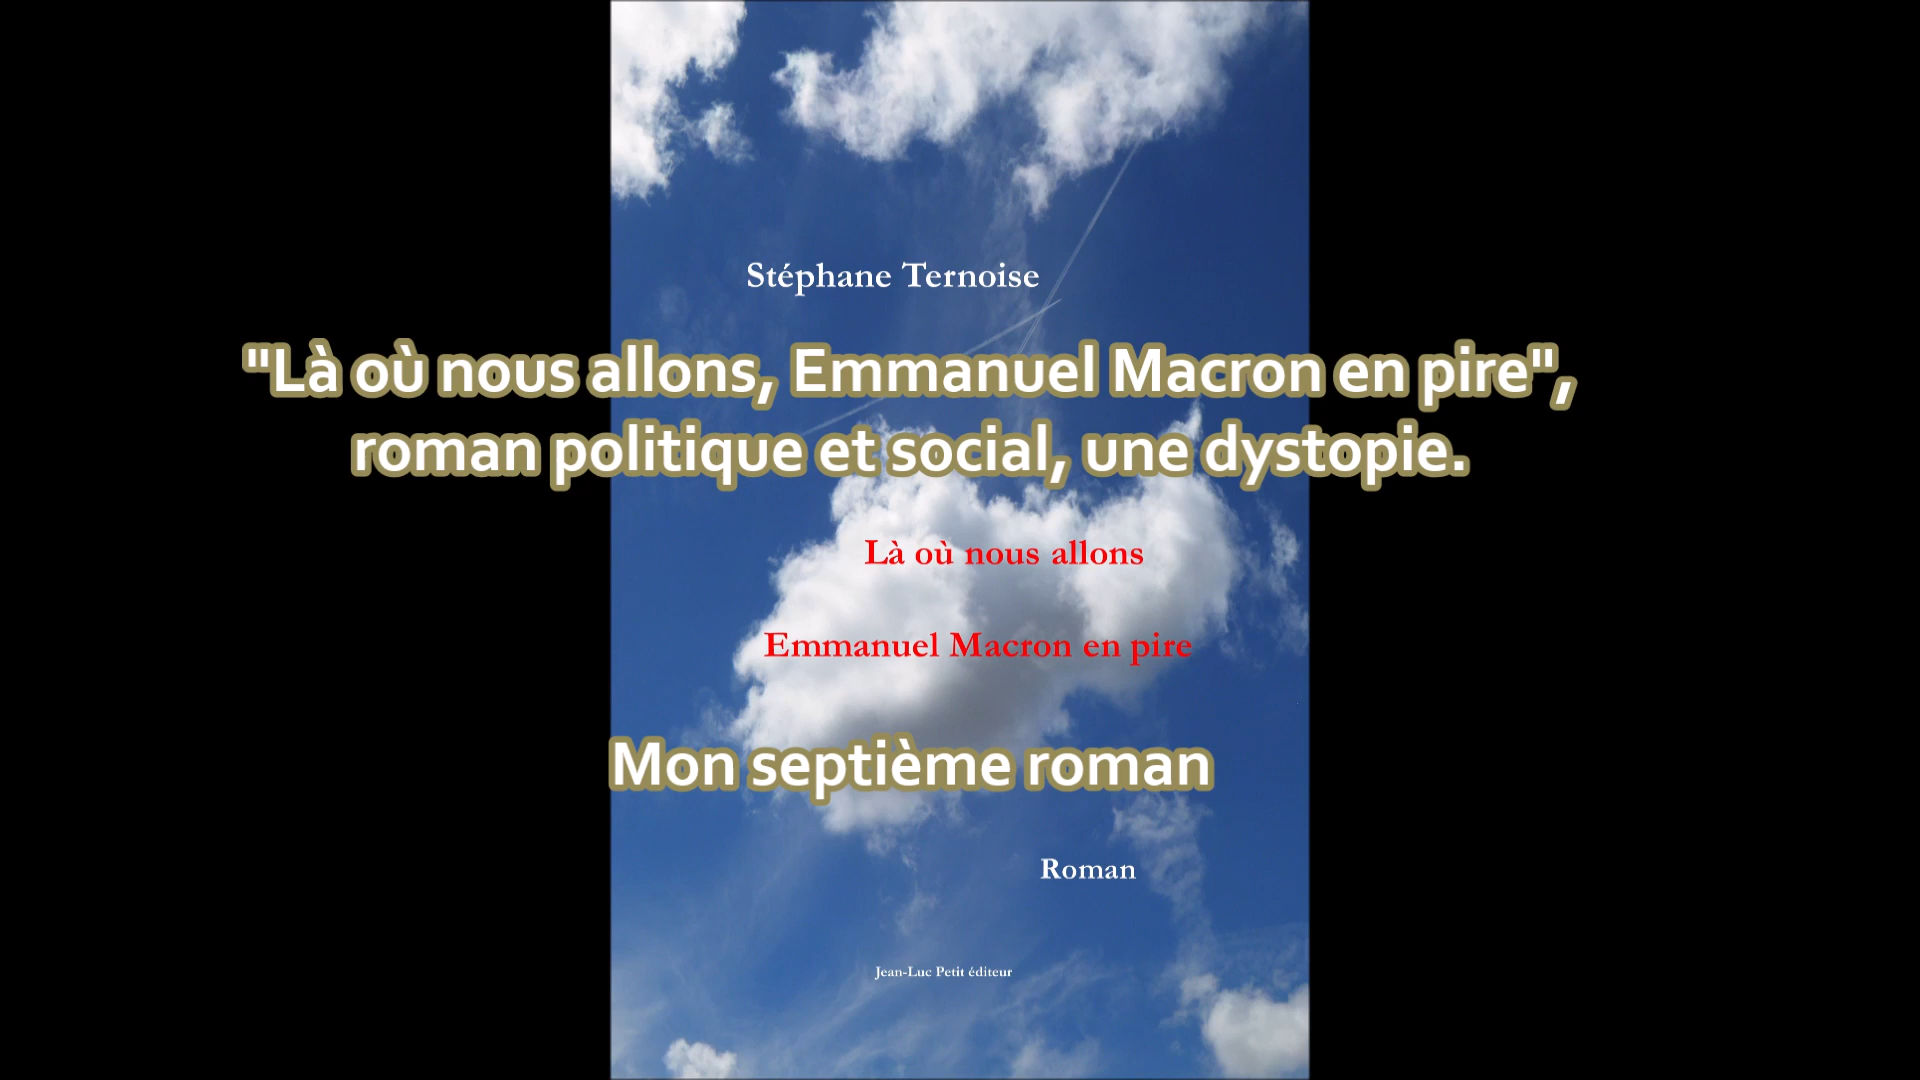 Stéphane Ternoise
"Là où nous allons, Emmanuel Macron en pire",
roman politique et social, une dystopie.
Là où nous allons
Emmanuel Macron en pire
Mon septième roman
Roman
Jean-Luc Petit éditeur